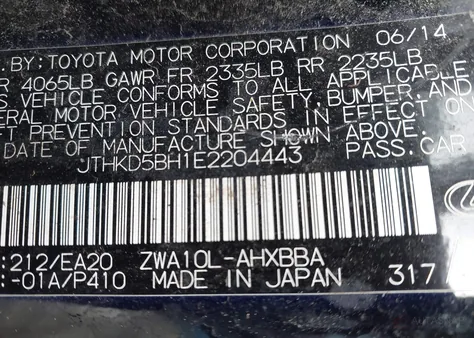 . BY: TOYOTA MOTOR CORPORATION 06/14
R 4065LB GAWR FR 2335LB RR 2235LB
S VEHICLE CONFORMS TO ALL APPLICABLE
ERAL MOTOR VEHICLE SAFETY, BUMPER, AND
FT PREVENTION STANDARDS IN EFFECT ON
DATE OF MANUFACTURE SHOWN ABOVE.
JTHKD5BH1E2204443 PASS.CAR
:212/EA20 ZWA10L-AHXBBA
:-01A/P410 MADE IN JAPAN 317